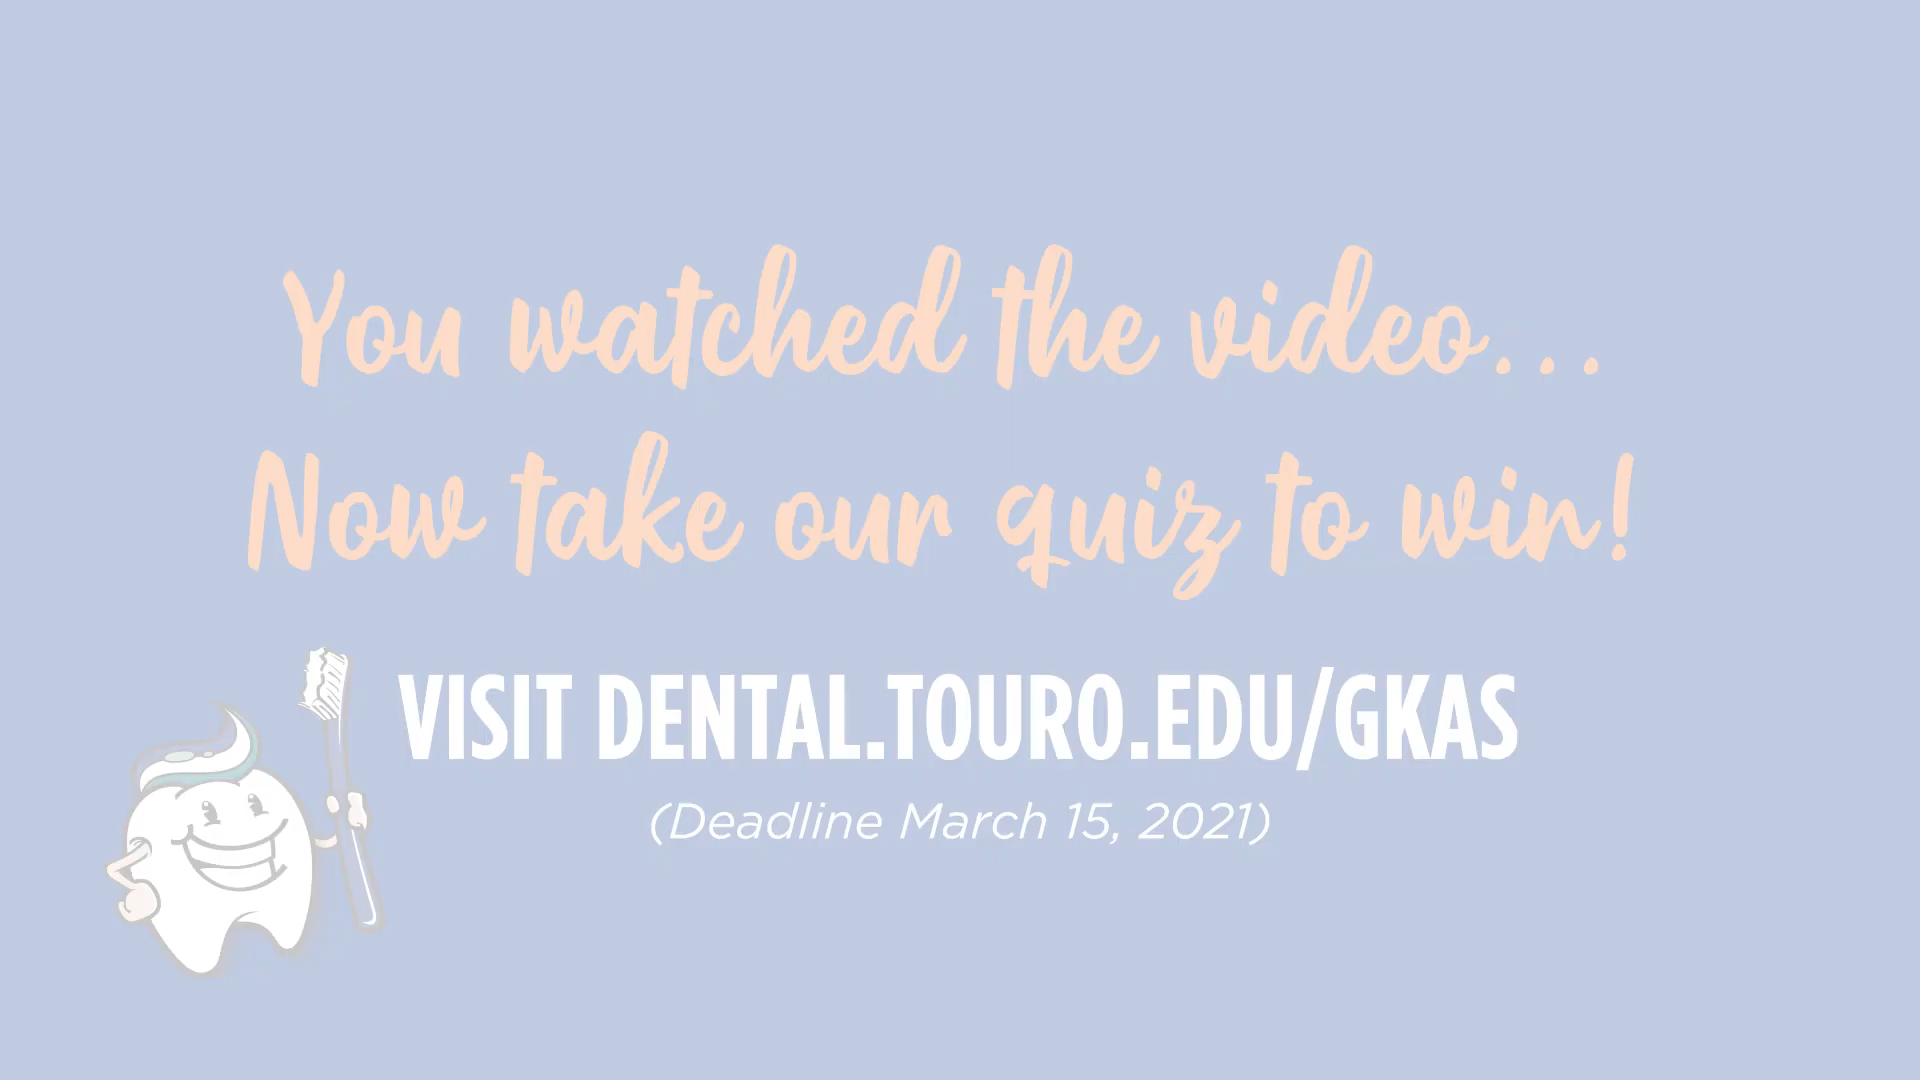 You watched the video...
Now take our quiz to win!
VISIT DENTAL.TOURO.EDU/GKAS
(Deadline March 15, 2021)